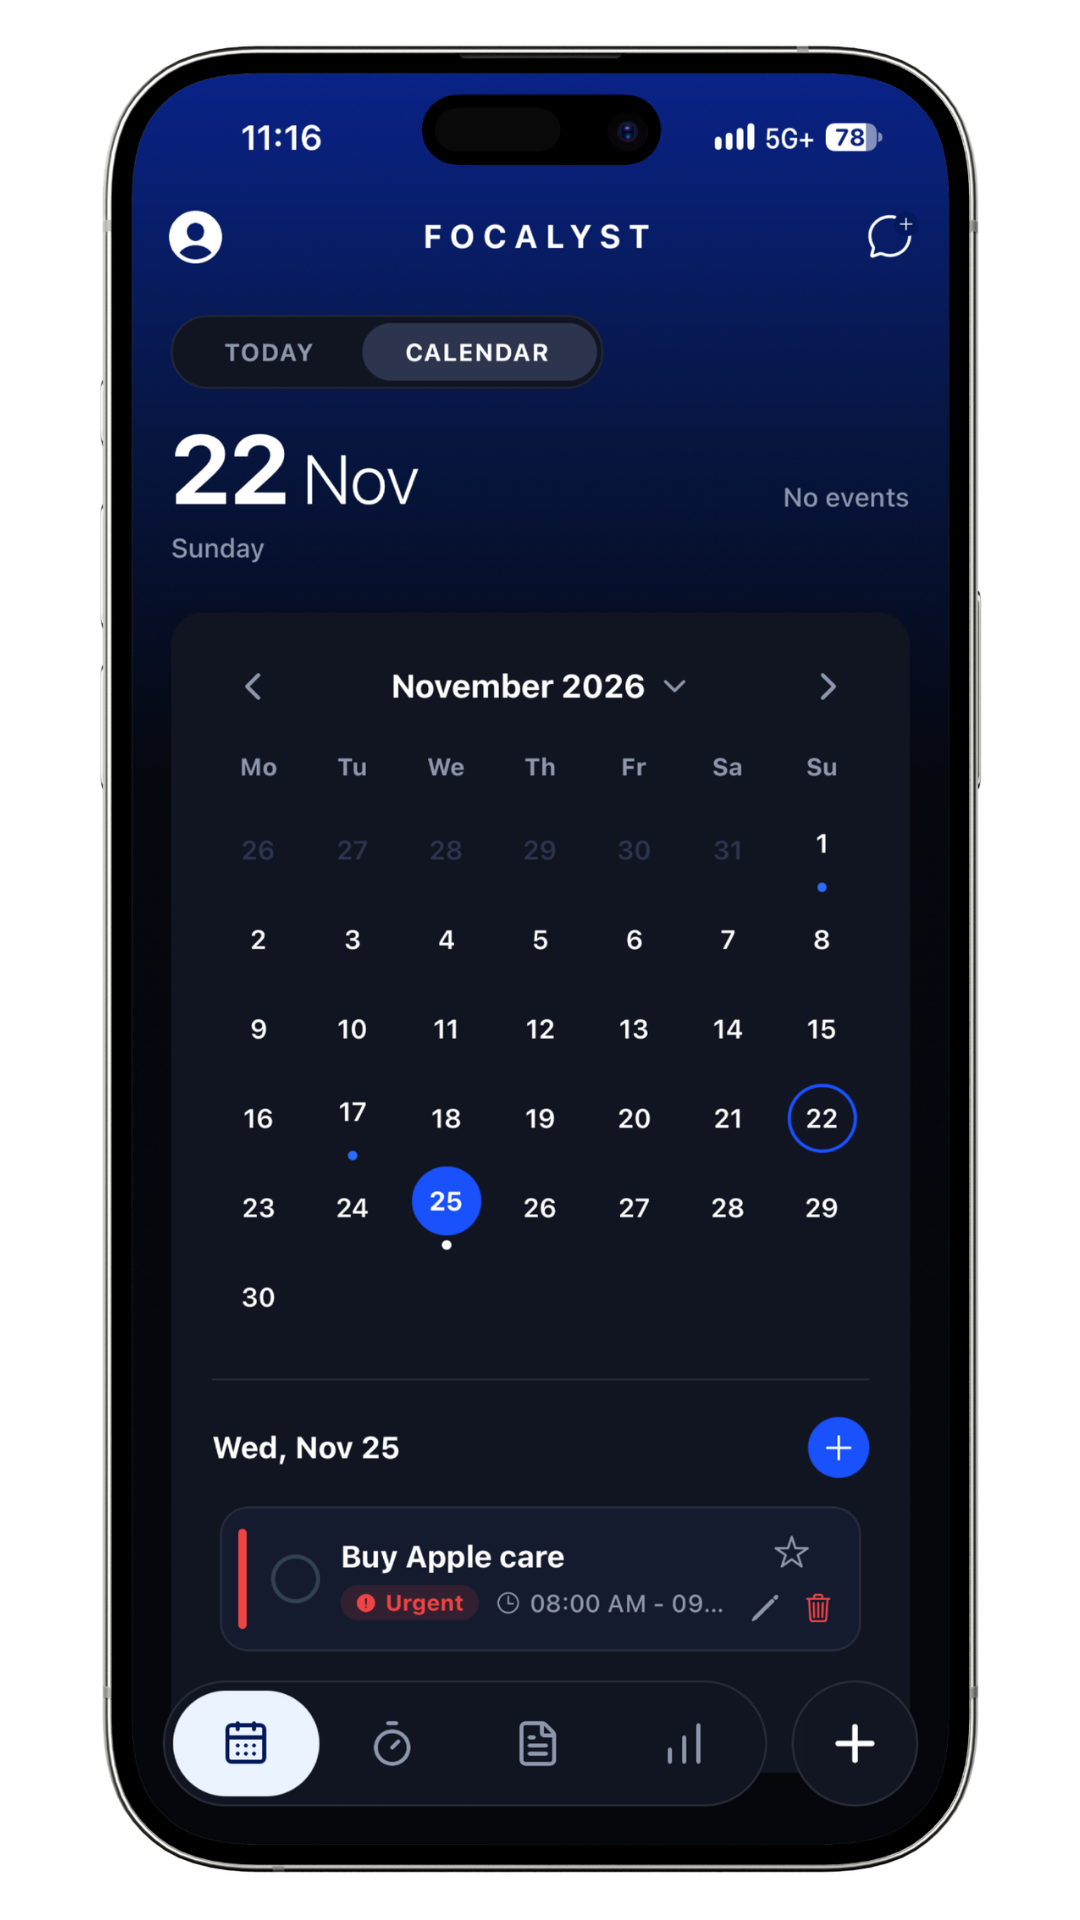 11:16 5G+ 78
FOCALYST
TODAY CALENDAR
22 Nov
No events
Sunday
November 2026
Mo Tu We Th Fr Sa Su
26 27 28 29 30 31 1
2 3 4 5 6 7 8
9 10 11 12 13 14 15
16 17 18 19 20 21 22
23 24 25 26 27 28 29
30
Wed, Nov 25
Buy Apple care
Urgent 08:00 AM - 09...